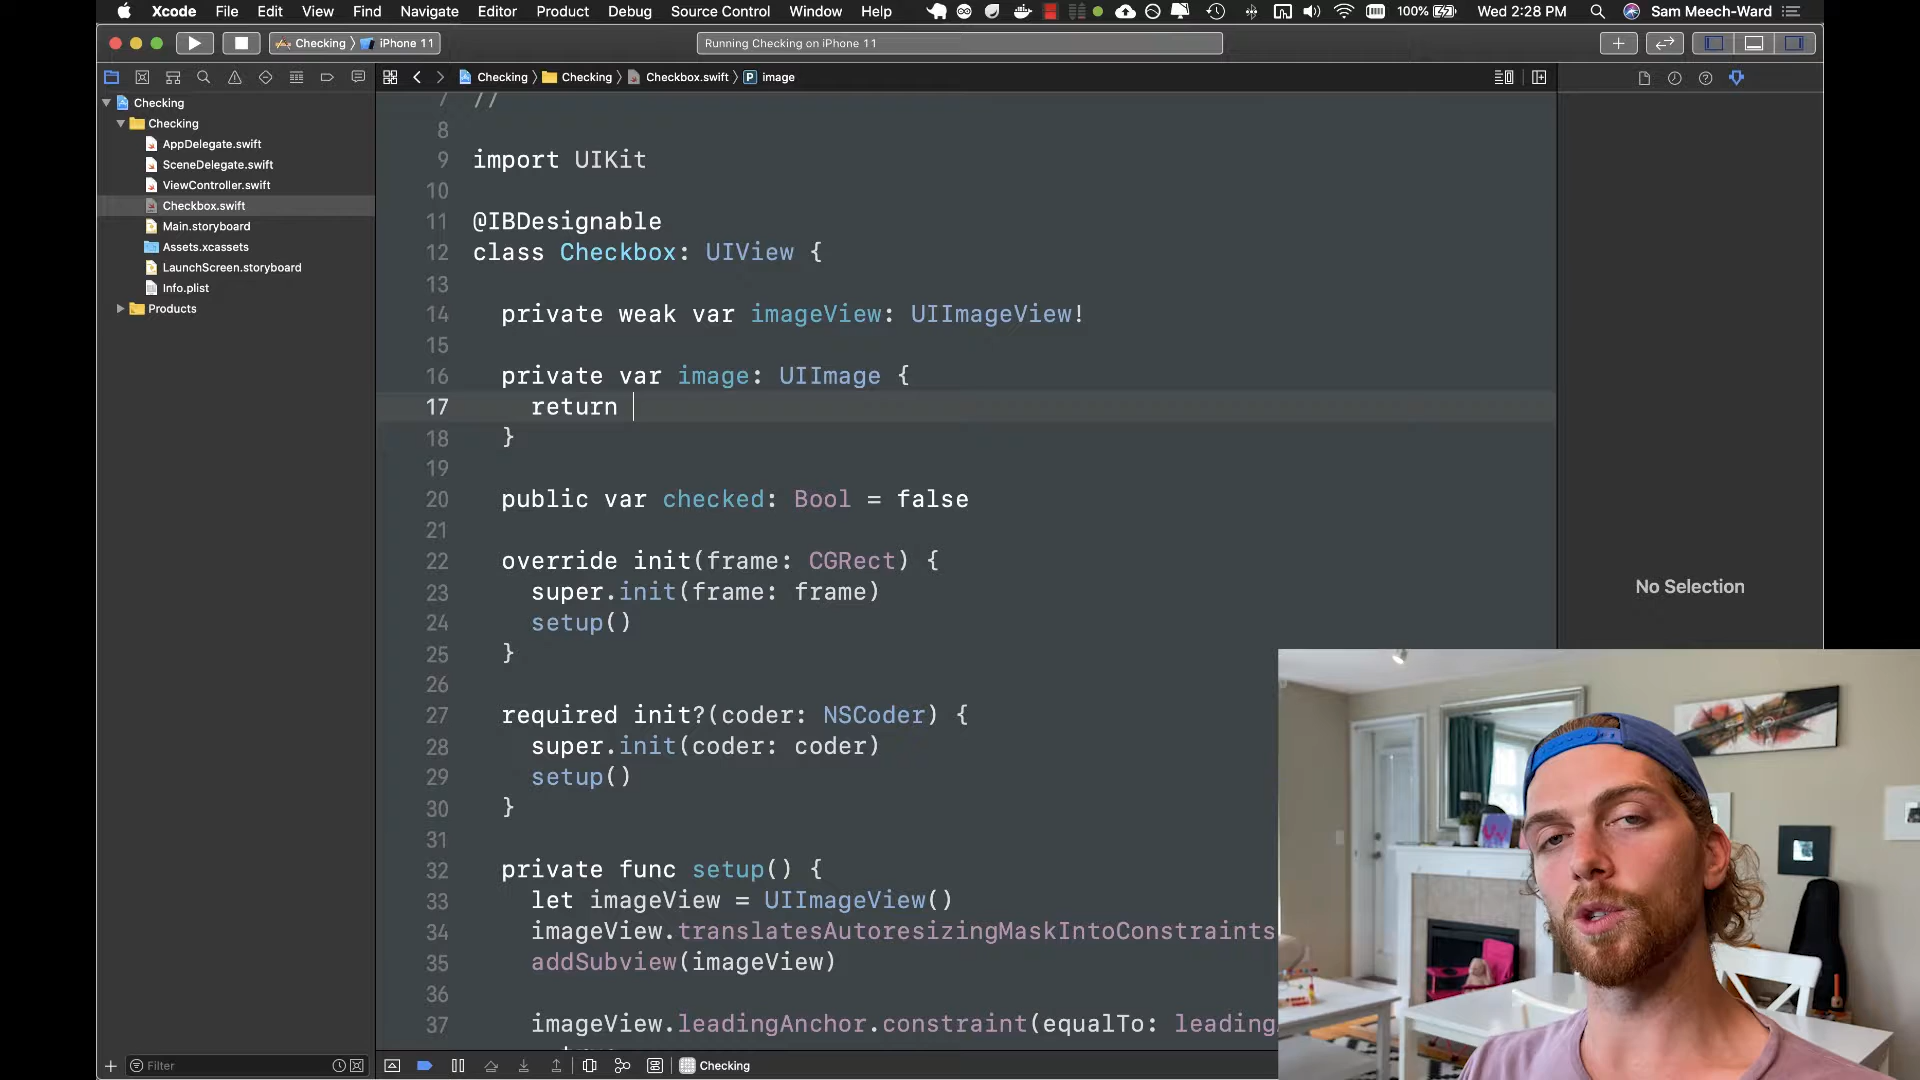 Xcode File Edit View Find Navigate Editor Product Debug Source Control Window Help 100% Wed 2:28 PM Sam Meech-Ward
Checking iPhone 11 Running Checking on iPhone 11
Checking Checking Checkbox.swift P image
Checking
Checking
AppDelegate.swift
SceneDelegate.swift
ViewController.swift
Checkbox.swift
Main.storyboard
Assets.xcassets
LaunchScreen.storyboard
Info.plist
Products
Filter
7 //
8
9 import UIKit
10
11 @IBDesignable
12 class Checkbox: UIView {
13
14 private weak var imageView: UIImageView!
15
16 private var image: UIImage {
17 return
18 }
19
20 public var checked: Bool = false
21
22 override init(frame: CGRect) {
23 super.init(frame: frame)
24 setup()
25 }
26
27 required init?(coder: NSCoder) {
28 super.init(coder: coder)
29 setup()
30 }
31
32 private func setup() {
33 let imageView = UIImageView()
34 imageView.translatesAutoresizingMaskIntoConstraints
35 addSubview(imageView)
36
37 imageView.leadingAnchor.constraint(equalTo: leading
Checking
No Selection